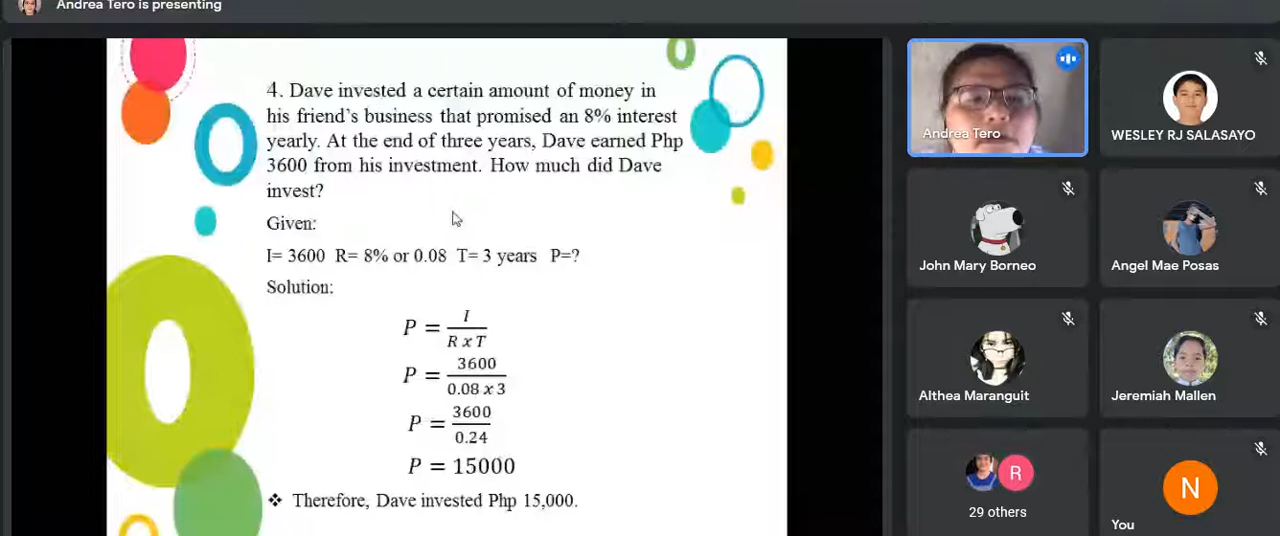 Andrea Tero is presenting
4. Dave invested a certain amount of money in
his friend's business that promised an 8% interest
yearly. At the end of three years, Dave earned Php
3600 from his investment. How much did Dave
invest?
Given:
I= 3600 R= 8% or 0.08 T= 3 years P=?
Solution:
P = I / R x T
P = 3600 / 0.08 x 3
P = 3600 / 0.24
P = 15000
❖ Therefore, Dave invested Php 15,000.
Andrea Tero
WESLEY RJ SALASAYO
John Mary Borneo
Angel Mae Posas
Althea Maranguit
Jeremiah Mallen
R
29 others
N
You